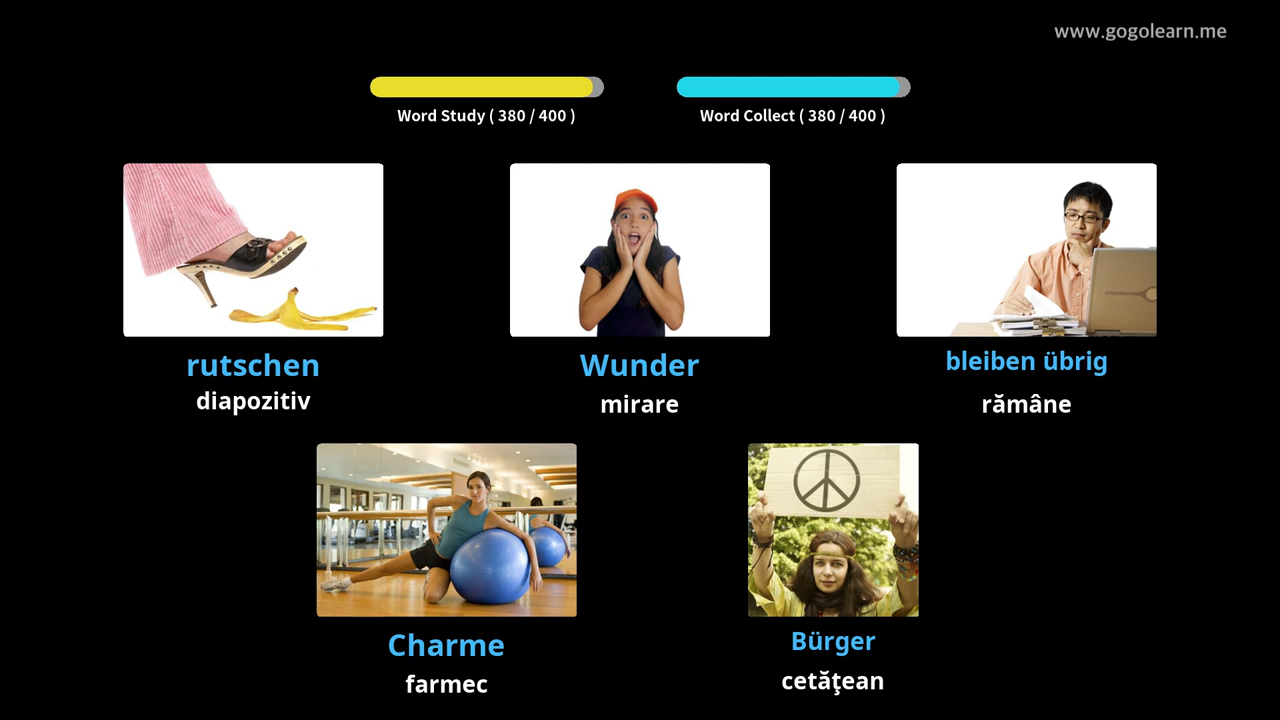 www.gogolearn.me
Word Study ( 380 / 400 )
Word Collect ( 380 / 400 )
rutschen
diapozitiv
Wunder
mirare
bleiben übrig
rămâne
Charme
farmec
Bürger
cetăţean